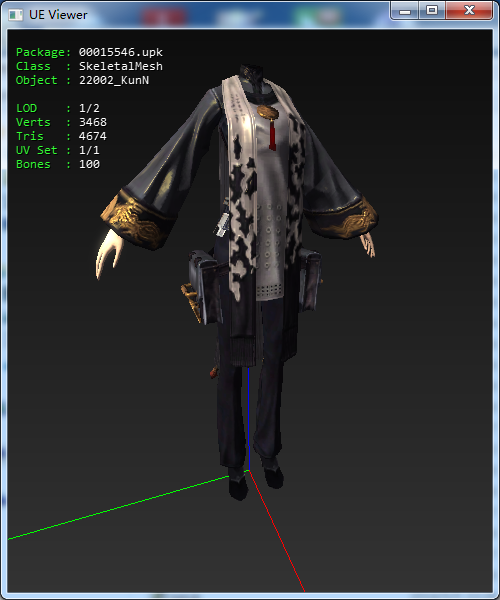 UE Viewer
Package: 00015546.upk
Class : SkeletalMesh
Object : 22002_KunN
LOD : 1/2
Verts : 3468
Tris : 4674
UV Set : 1/1
Bones : 100